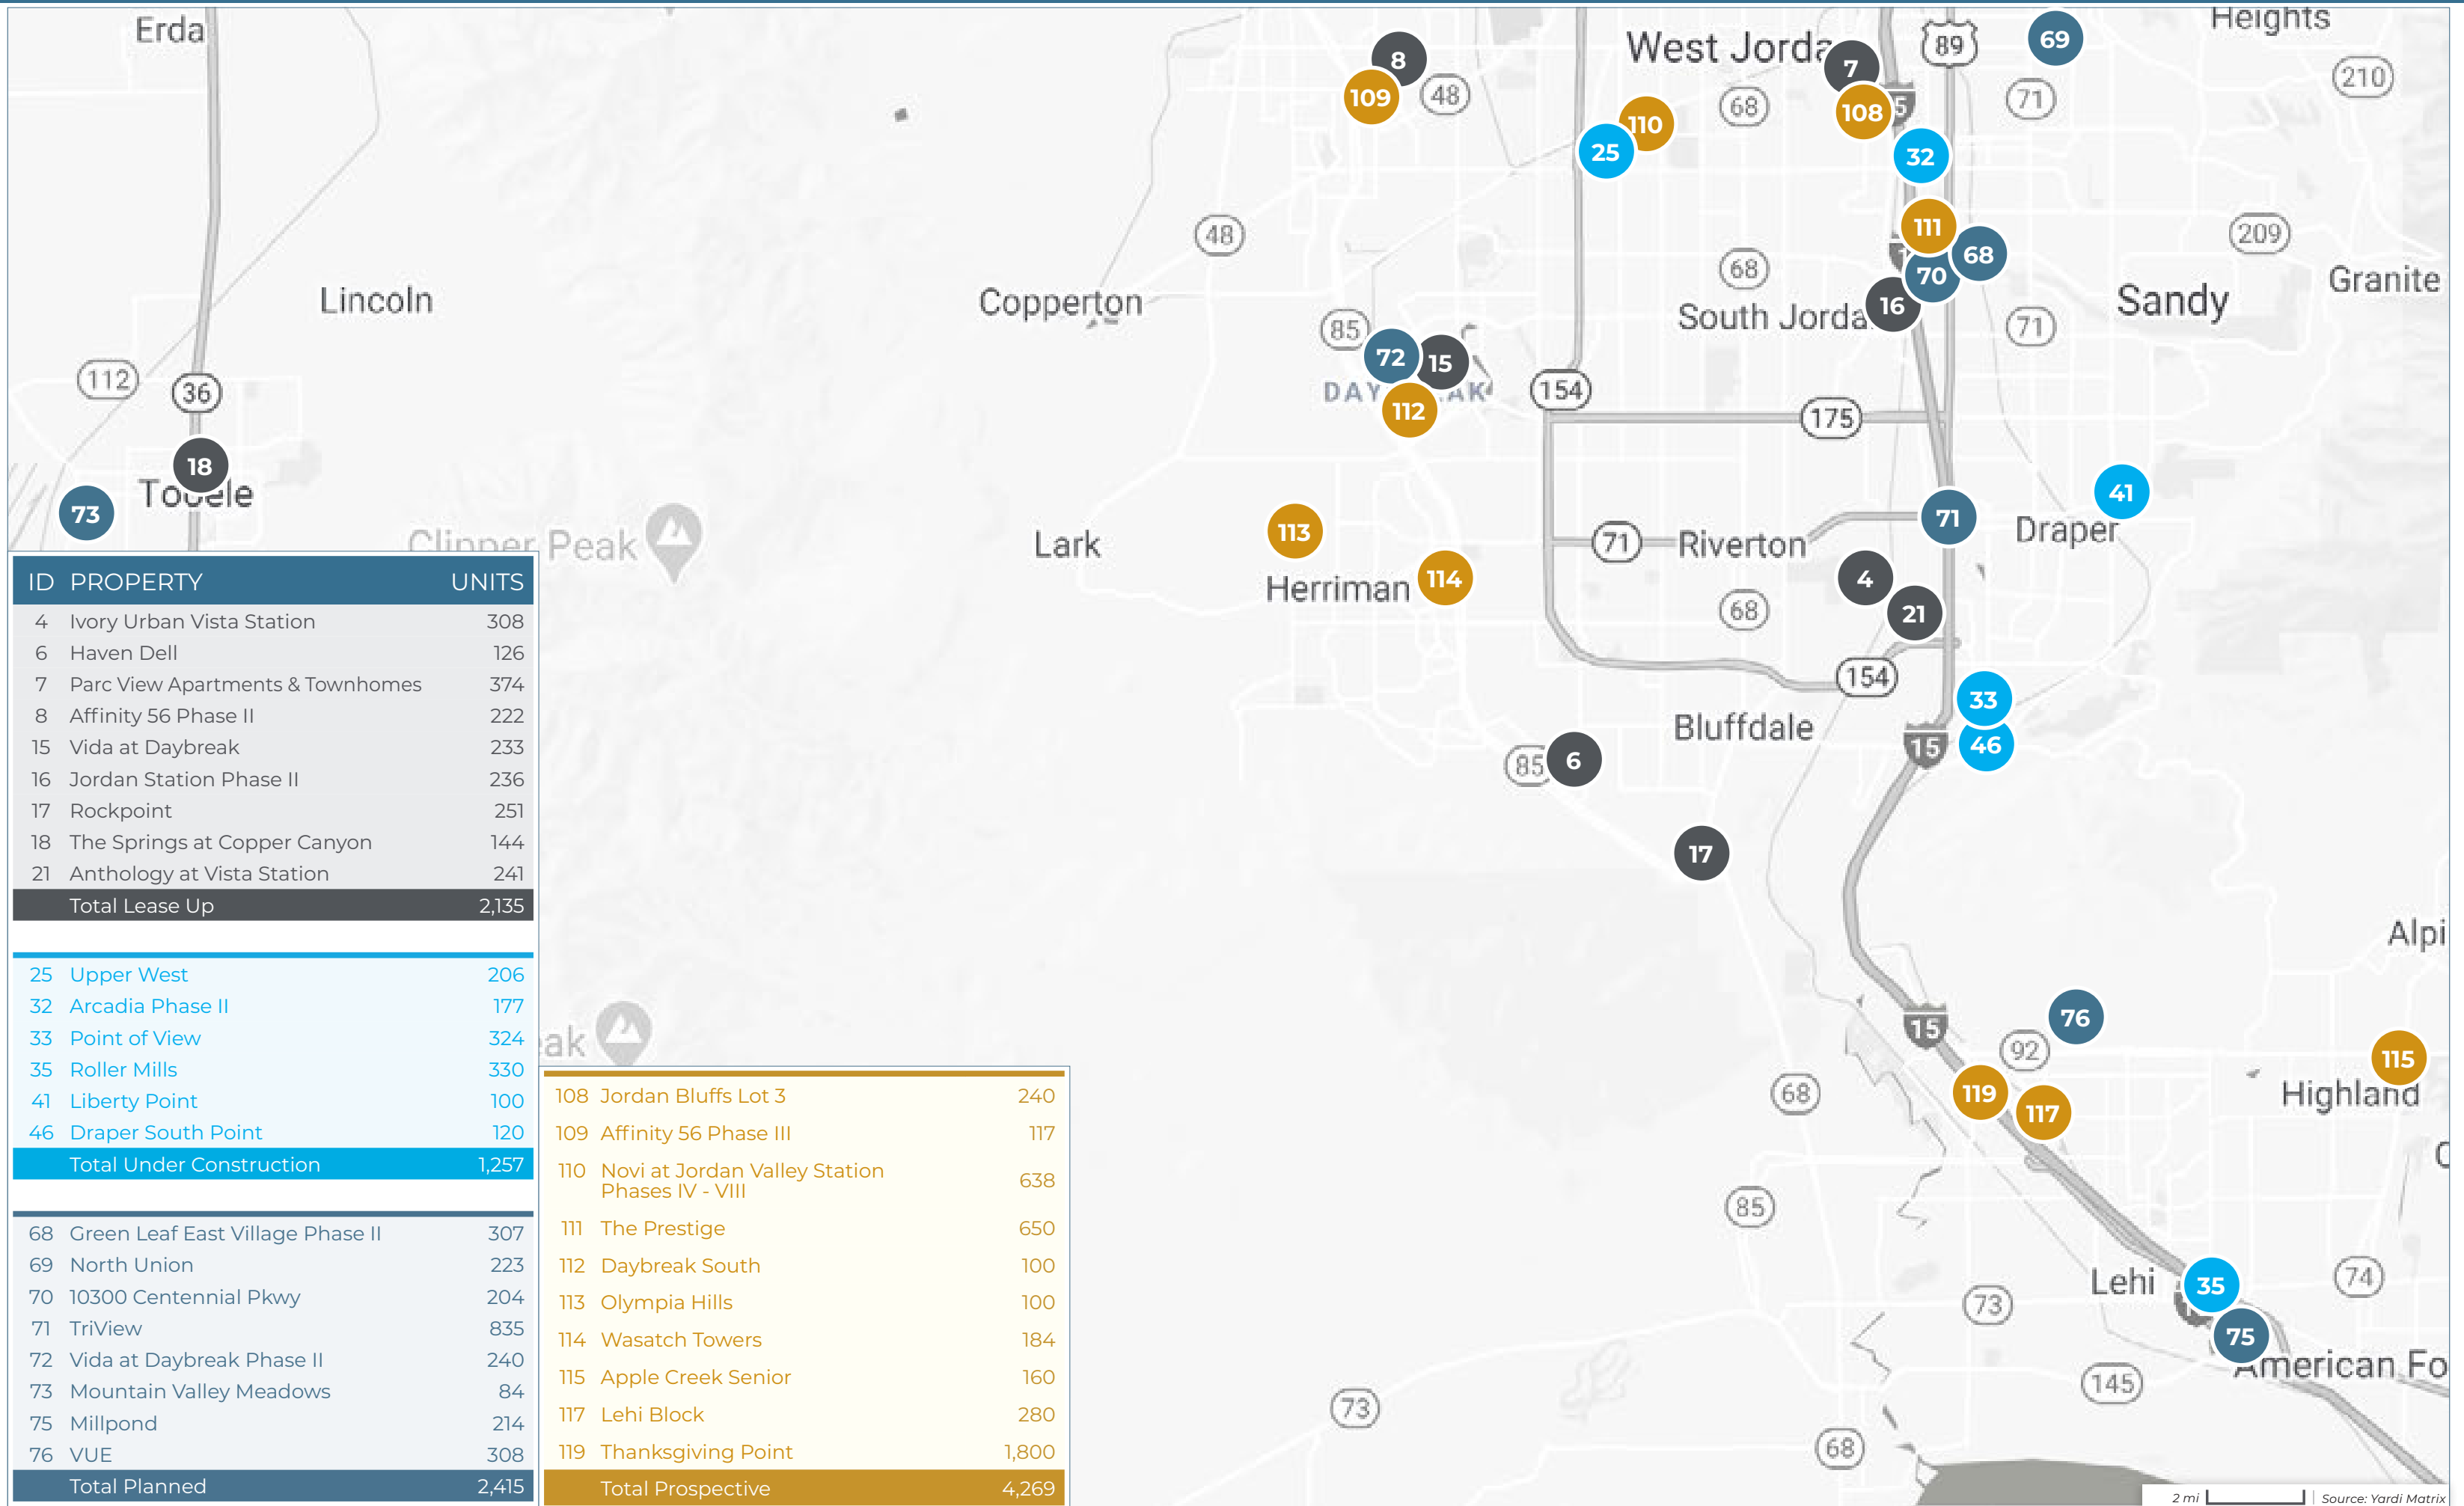 Erda
West Jorda
Heights
8
7
89
69
109
48
68
108
5
71
210
110
25
32
48
111
68
209
68
70
Granite
Lincoln
Copperton
16
South Jorda
71
Sandy
85
72
15
112
36
DAY
AK
154
112
175
18
Tooele
73
41
113
71
Riverton
71
Draper
Clipper Peak
Lark
Herriman
114
4
68
21
154
33
Bluffdale
15
46
85
6
17
Alpi
eak
15
76
92
115
68
119
117
Highland
85
Lehi
35
74
73
75
American Fo
145
73
68
ID PROPERTY UNITS
4 Ivory Urban Vista Station 308
6 Haven Dell 126
7 Parc View Apartments & Townhomes 374
8 Affinity 56 Phase II 222
15 Vida at Daybreak 233
16 Jordan Station Phase II 236
17 Rockpoint 251
18 The Springs at Copper Canyon 144
21 Anthology at Vista Station 241
Total Lease Up 2,135
25 Upper West 206
32 Arcadia Phase II 177
33 Point of View 324
35 Roller Mills 330
41 Liberty Point 100
46 Draper South Point 120
Total Under Construction 1,257
68 Green Leaf East Village Phase II 307
69 North Union 223
70 10300 Centennial Pkwy 204
71 TriView 835
72 Vida at Daybreak Phase II 240
73 Mountain Valley Meadows 84
75 Millpond 214
76 VUE 308
Total Planned 2,415
108 Jordan Bluffs Lot 3 240
109 Affinity 56 Phase III 117
110 Novi at Jordan Valley Station
Phases IV - VIII 638
111 The Prestige 650
112 Daybreak South 100
113 Olympia Hills 100
114 Wasatch Towers 184
115 Apple Creek Senior 160
117 Lehi Block 280
119 Thanksgiving Point 1,800
Total Prospective 4,269
2 mi
Source: Yardi Matrix